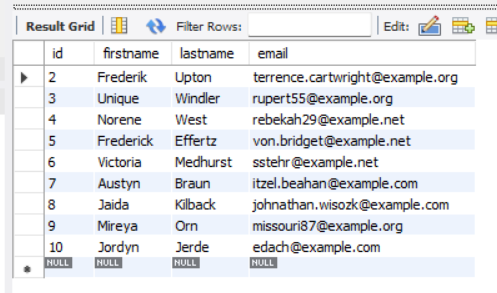 Result Grid Filter Rows: Edit:
id firstname lastname email
2 Frederik Upton terrence.cartwright@example.org
3 Unique Windler rupert55@example.org
4 Norene West rebekah29@example.net
5 Frederick Effertz von.bridget@example.net
6 Victoria Medhurst sstehr@example.net
7 Austyn Braun itzel.beahan@example.com
8 Jaida Kilback johnathan.wisozk@example.com
9 Mireya Orn missouri87@example.org
10 Jordyn Jerde edach@example.com
NULL NULL NULL NULL